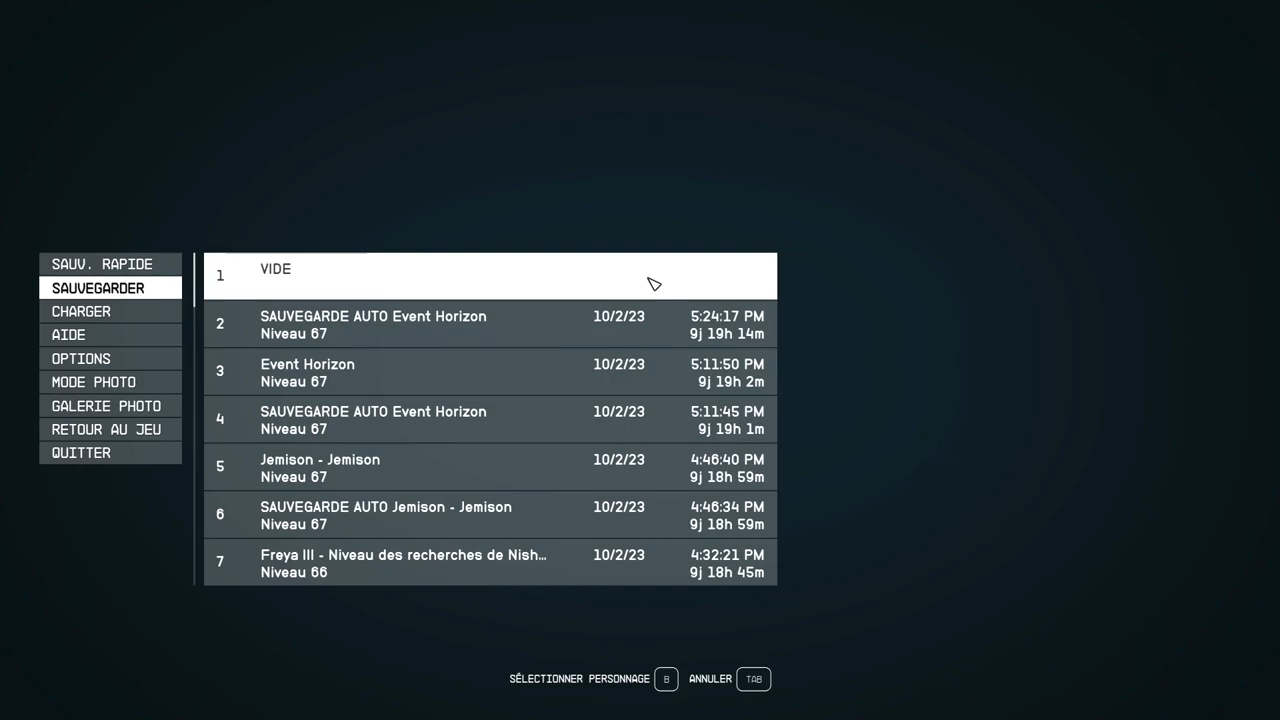 SAUV. RAPIDE
SAUVEGARDER
CHARGER
AIDE
OPTIONS
MODE PHOTO
GALERIE PHOTO
RETOUR AU JEU
QUITTER
1 VIDE
2 SAUVEGARDE AUTO Event Horizon 10/2/23 5:24:17 PM
Niveau 67 9j 19h 14m
3 Event Horizon 10/2/23 5:11:50 PM
Niveau 67 9j 19h 2m
4 SAUVEGARDE AUTO Event Horizon 10/2/23 5:11:45 PM
Niveau 67 9j 19h 1m
5 Jemison - Jemison 10/2/23 4:46:40 PM
Niveau 67 9j 18h 59m
6 SAUVEGARDE AUTO Jemison - Jemison 10/2/23 4:46:34 PM
Niveau 67 9j 18h 59m
7 Freya III - Niveau des recherches de Nish... 10/2/23 4:32:21 PM
Niveau 66 9j 18h 45m
SÉLECTIONNER PERSONNAGE B ANNULER TAB